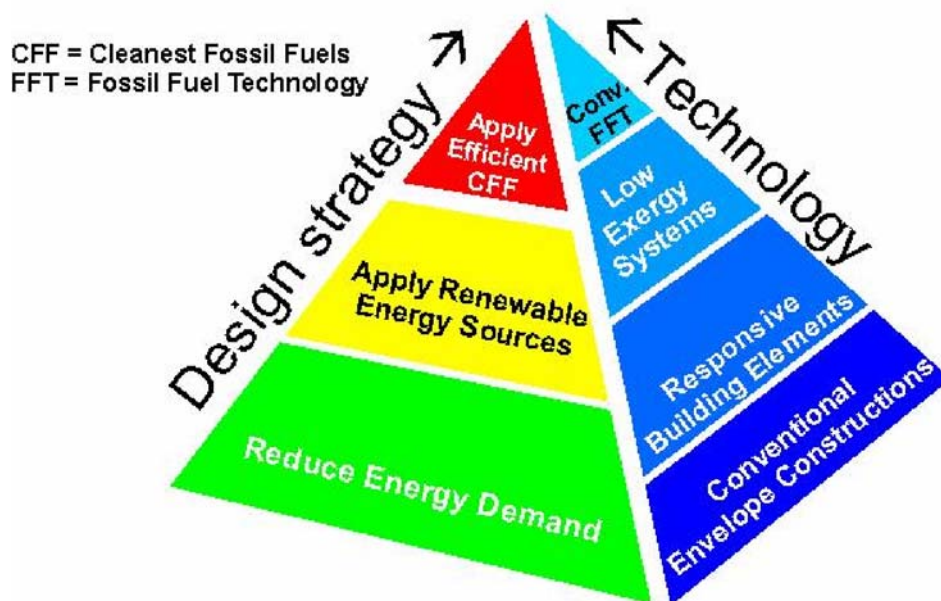 CFF = Cleanest Fossil Fuels
FFT = Fossil Fuel Technology
Design strategy →
← Technology
Apply
Efficient
CFF
Apply Renewable
Energy Sources
Reduce Energy Demand
Conv.
FFT
Low
Exergy
Systems
Responsive
Building Elements
Conventional
Envelope Constructions